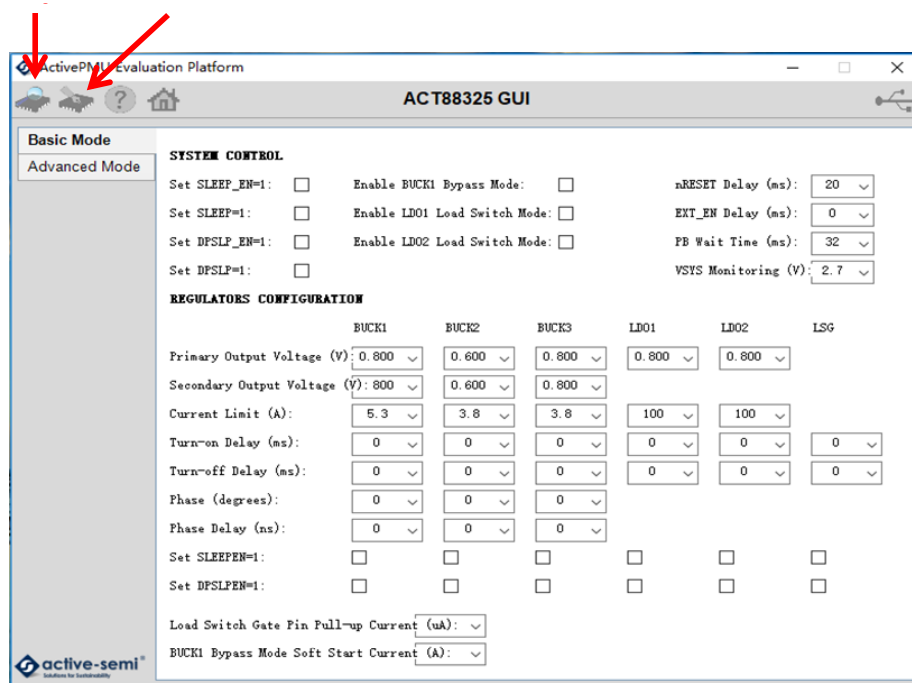 ActivePMU Evaluation Platform
ACT88325 GUI
Basic Mode
Advanced Mode
SYSTEM CONTROL
Set SLEEP_EN=1: Enable BUCK1 Bypass Mode: nRESET Delay (ms): 20
Set SLEEP=1: Enable LDO1 Load Switch Mode: EXT_EN Delay (ms): 0
Set DPSLP_EN=1: Enable LDO2 Load Switch Mode: PB Wait Time (ms): 32
Set DPSLP=1: VSYS Monitoring (V): 2.7
REGULATORS CONFIGURATION
BUCK1 BUCK2 BUCK3 LDO1 LDO2 LSG
Primary Output Voltage (V): 0.800 0.600 0.800 0.800 0.800
Secondary Output Voltage (V): 800 0.600 0.800
Current Limit (A): 5.3 3.8 3.8 100 100
Turn-on Delay (ms): 0 0 0 0 0 0
Turn-off Delay (ms): 0 0 0 0 0 0
Phase (degrees): 0 0 0
Phase Delay (ns): 0 0 0
Set SLEEPEN=1:
Set DPSLPEN=1:
Load Switch Gate Pin Pull-up Current (uA):
BUCK1 Bypass Mode Soft Start Current (A):
active-semi
Solutions for Sustainability